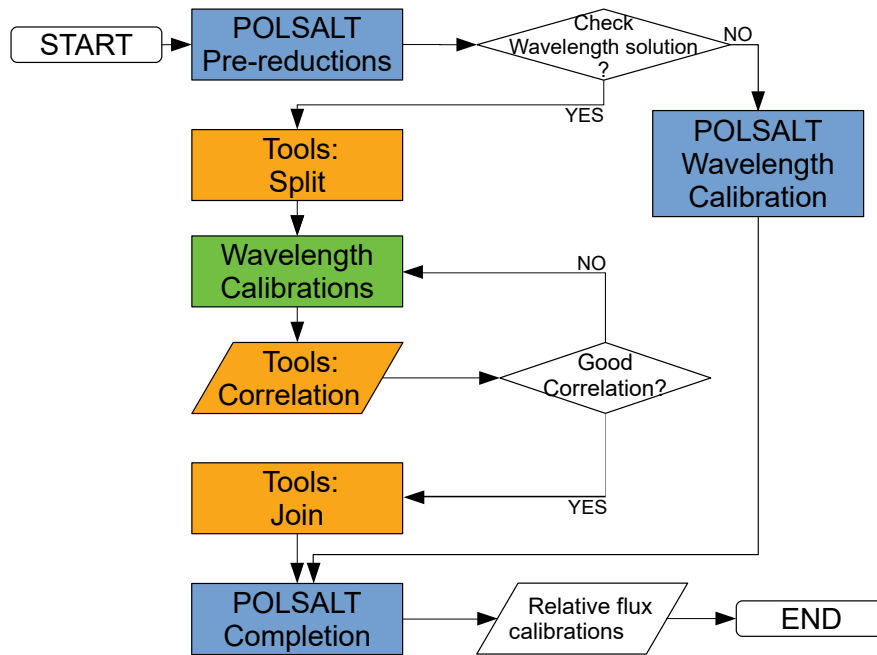 START
POLSALT
Pre-reductions
Check
Wavelength solution
?
NO
YES
Tools:
Split
POLSALT
Wavelength
Calibration
Wavelength
Calibrations
NO
Tools:
Correlation
Good
Correlation?
Tools:
Join
YES
POLSALT
Completion
Relative flux
calibrations
END